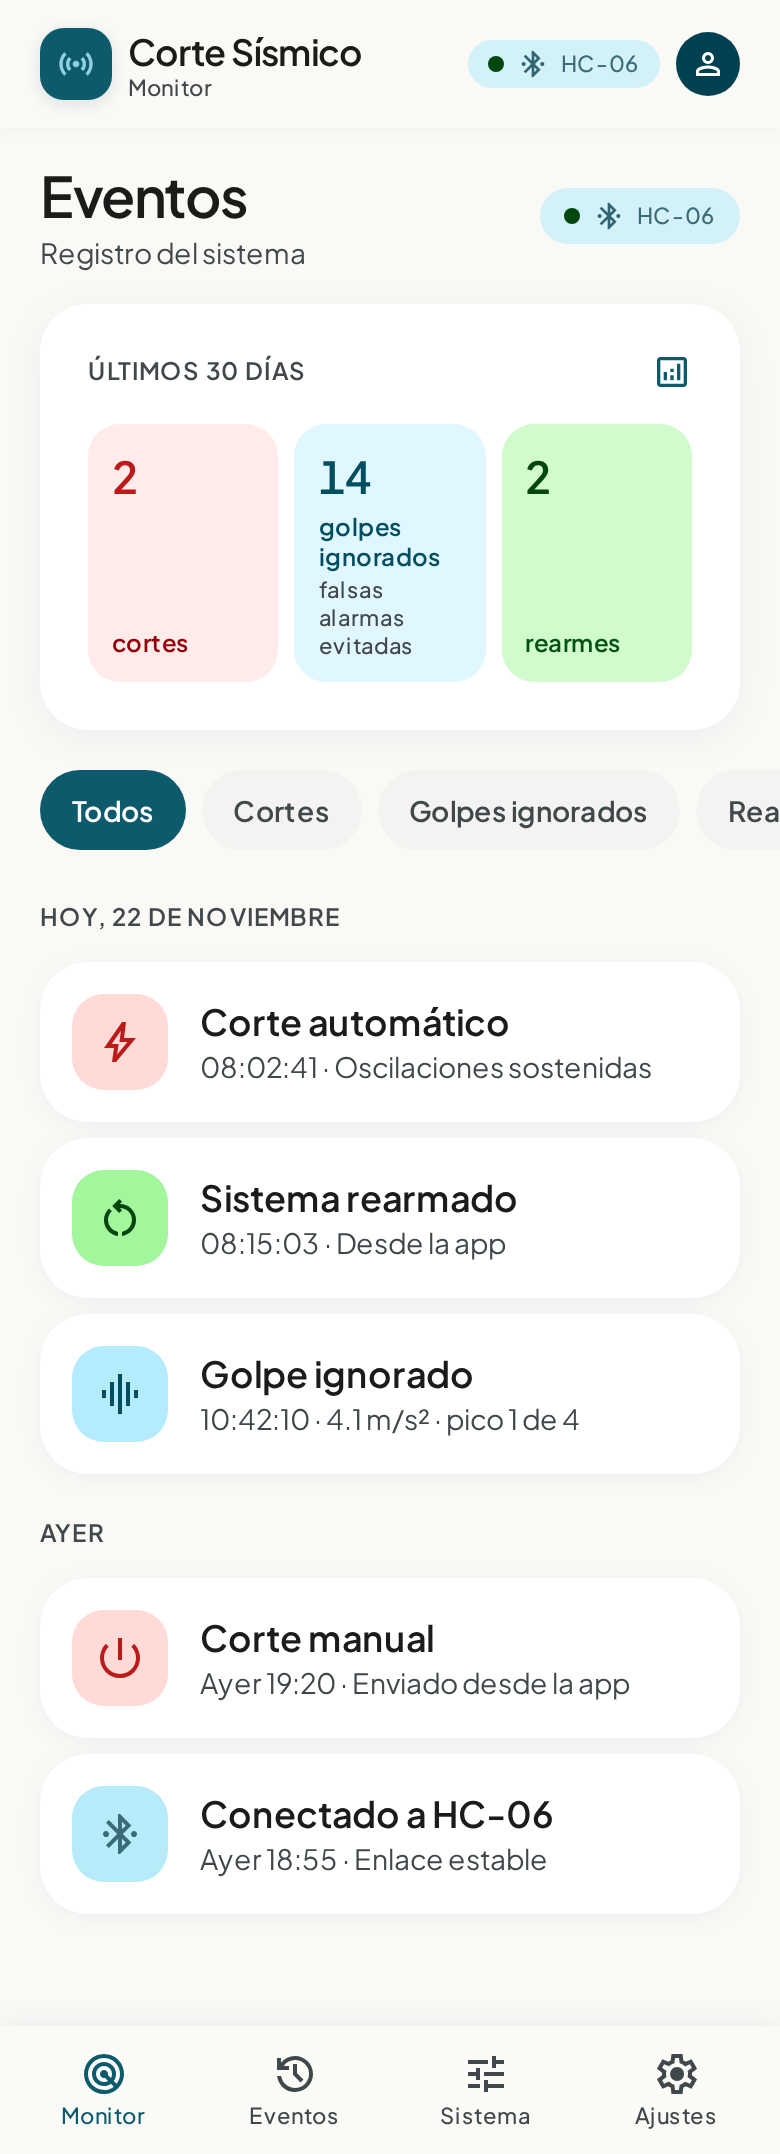 Corte Sísmico
Monitor
HC-06
Eventos
Registro del sistema
HC-06
ÚLTIMOS 30 DÍAS
2
cortes
14
golpes
ignorados
falsas
alarmas
evitadas
2
rearmes
Todos
Cortes
Golpes ignorados
Rea
HOY, 22 DE NOVIEMBRE
Corte automático
08:02:41 · Oscilaciones sostenidas
Sistema rearmado
08:15:03 · Desde la app
Golpe ignorado
10:42:10 · 4.1 m/s² · pico 1 de 4
AYER
Corte manual
Ayer 19:20 · Enviado desde la app
Conectado a HC-06
Ayer 18:55 · Enlace estable
Monitor
Eventos
Sistema
Ajustes